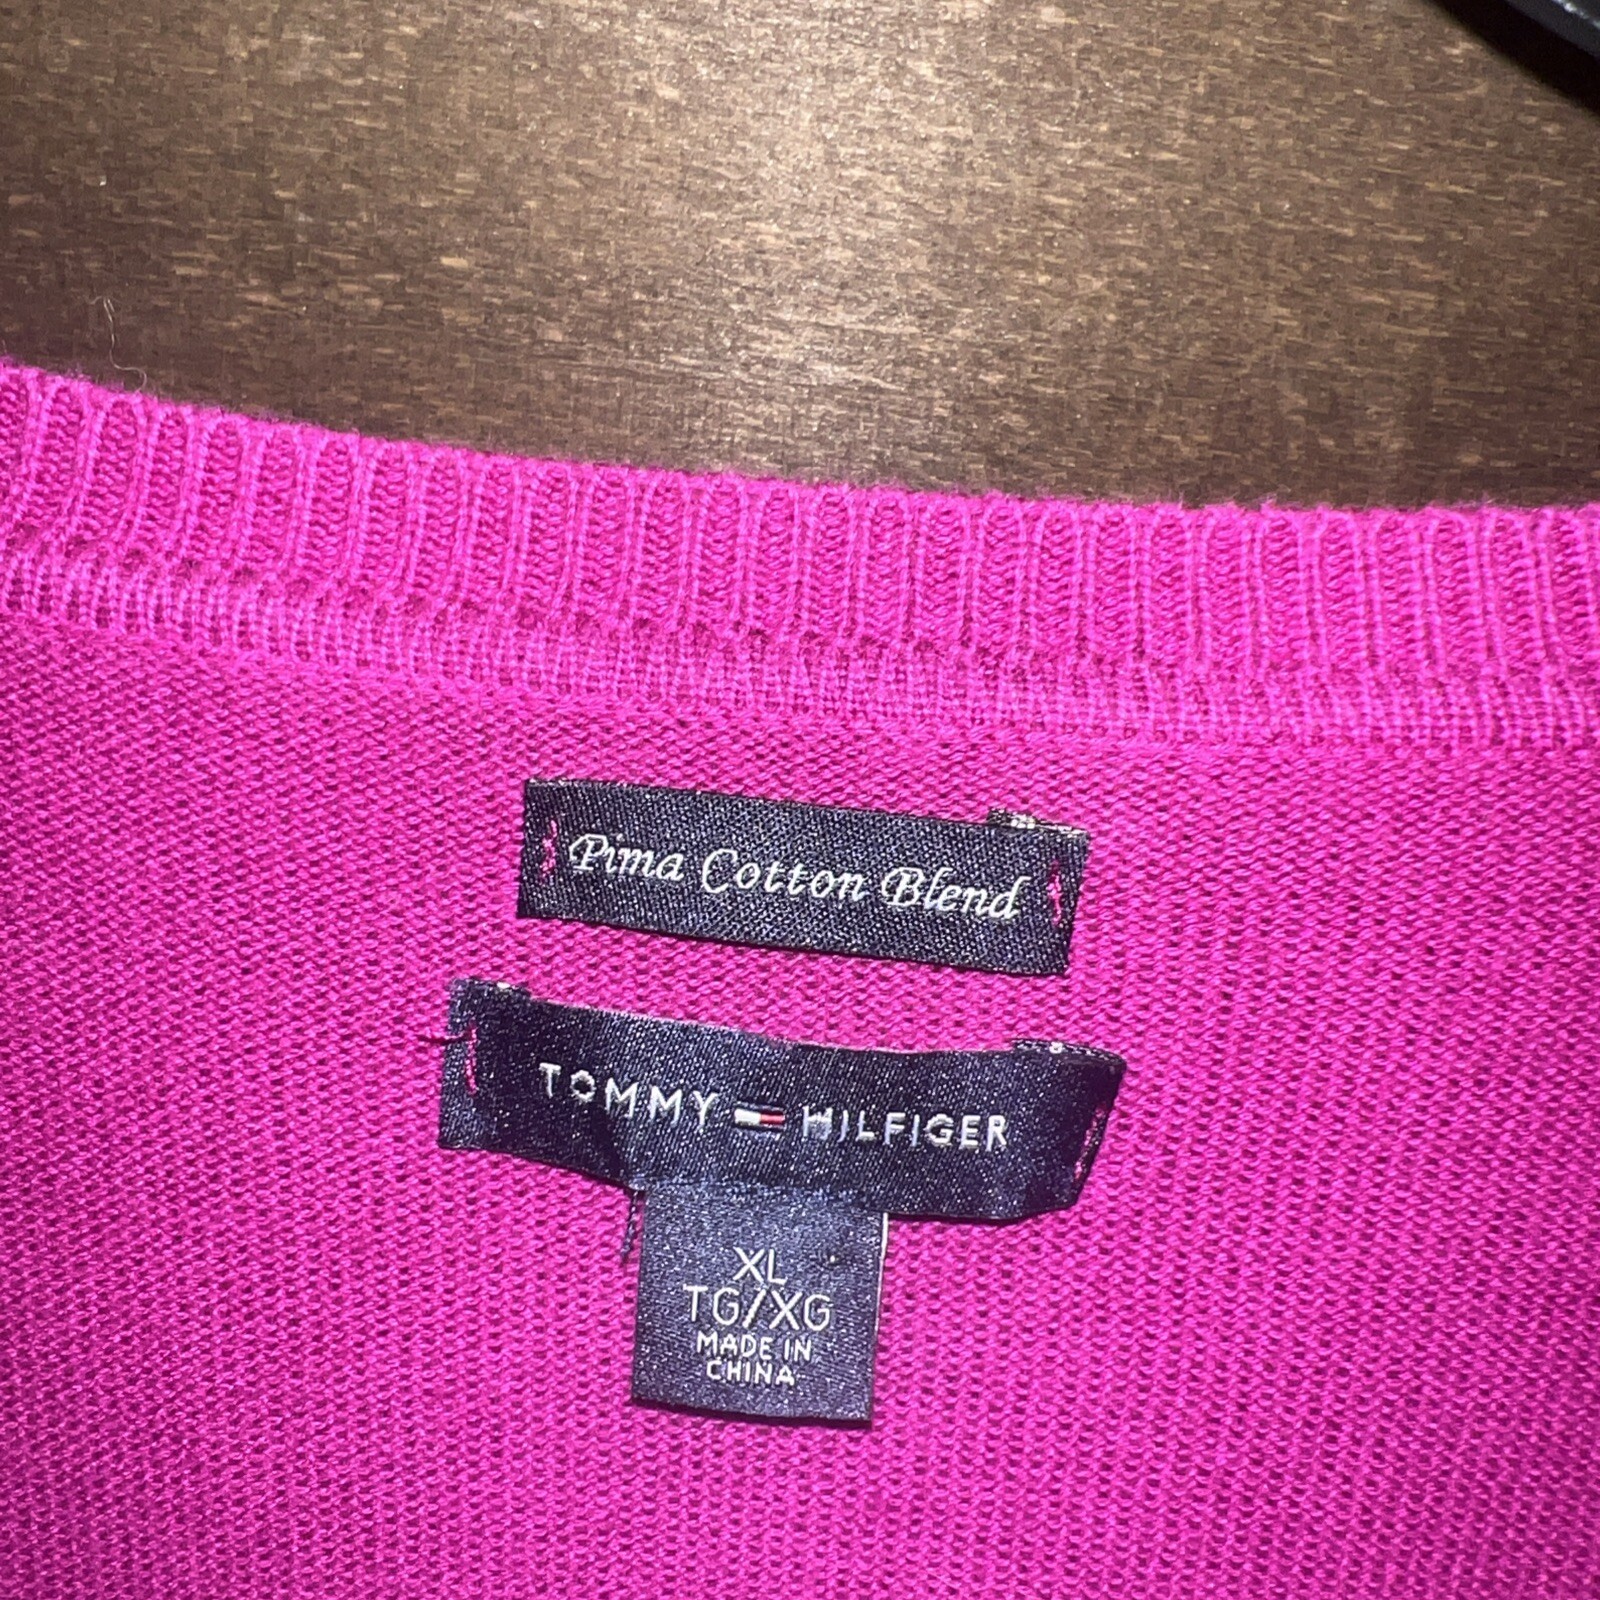 Pima Cotton Blend
TOMMY HILFIGER
XL
TG/XG
MADE IN
CHINA